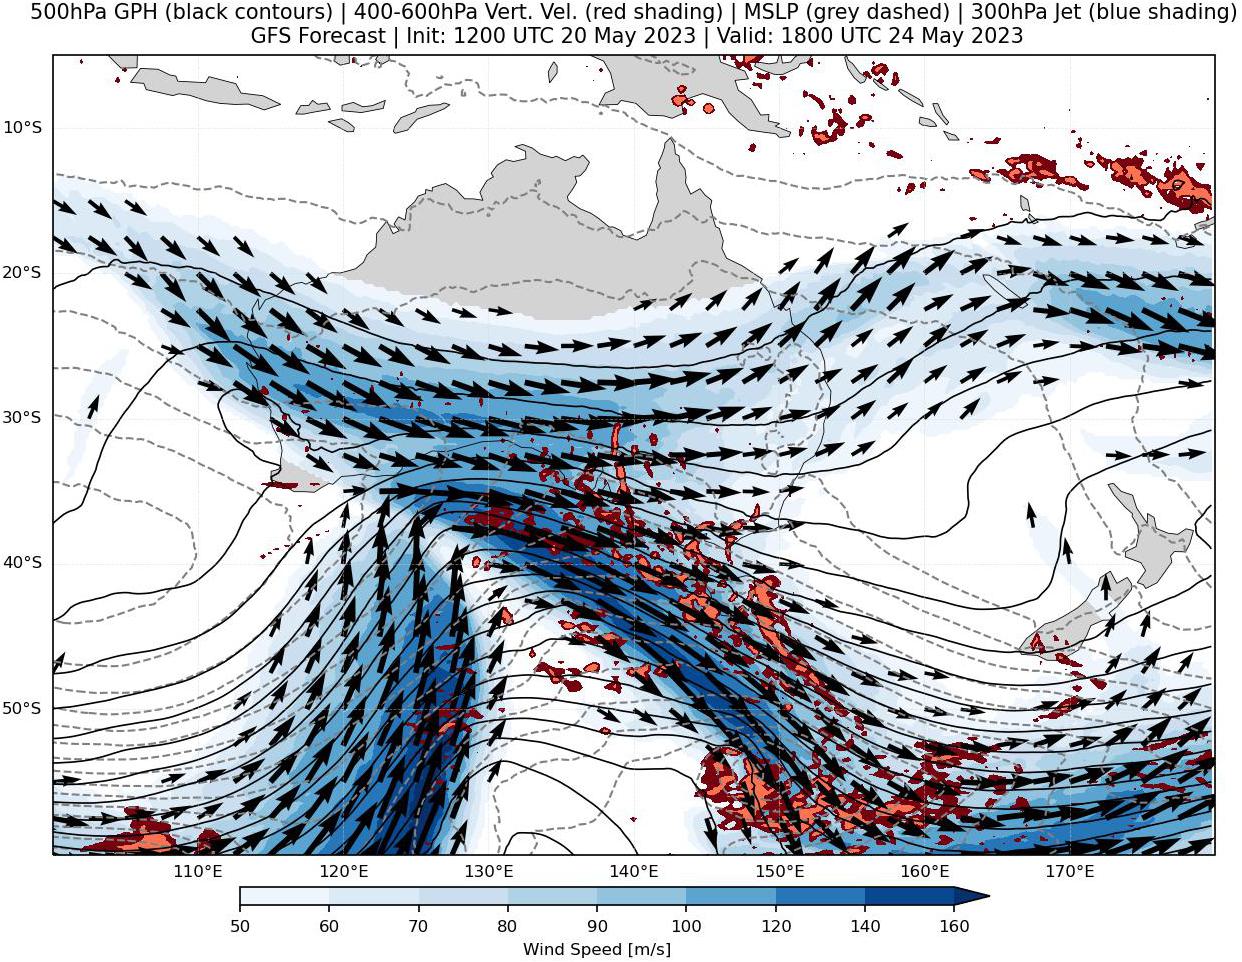 500hPa GPH (black contours) | 400-600hPa Vert. Vel. (red shading) | MSLP (grey dashed) | 300hPa Jet (blue shading)
GFS Forecast | Init: 1200 UTC 20 May 2023 | Valid: 1800 UTC 24 May 2023
10°S
20°S
30°S
40°S
50°S
110°E 120°E 130°E 140°E 150°E 160°E 170°E
50 60 70 80 90 100 120 140 160
Wind Speed [m/s]